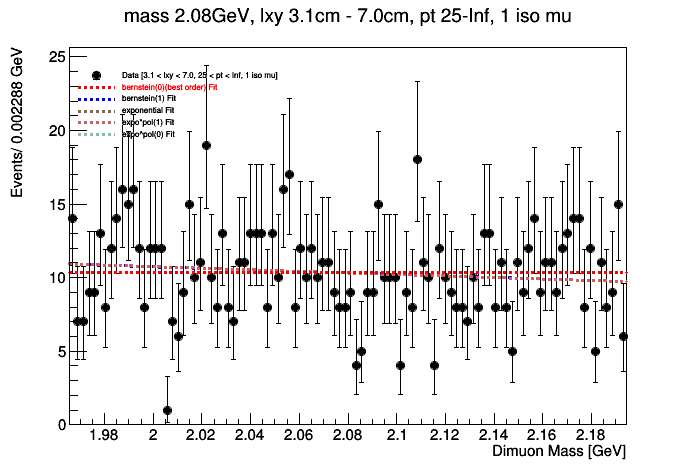 mass 2.08GeV, lxy 3.1cm - 7.0cm, pt 25-Inf, 1 iso mu
Events/ 0.002288 GeV
25
20
15
10
5
0
Data [3.1 < lxy < 7.0, 25 < pt < Inf, 1 iso mu]
bernstein(0)(best order) Fit
bernstein(1) Fit
exponential Fit
expo*pol(1) Fit
expo*pol(0) Fit
1.98 2 2.02 2.04 2.06 2.08 2.1 2.12 2.14 2.16 2.18
Dimuon Mass [GeV]